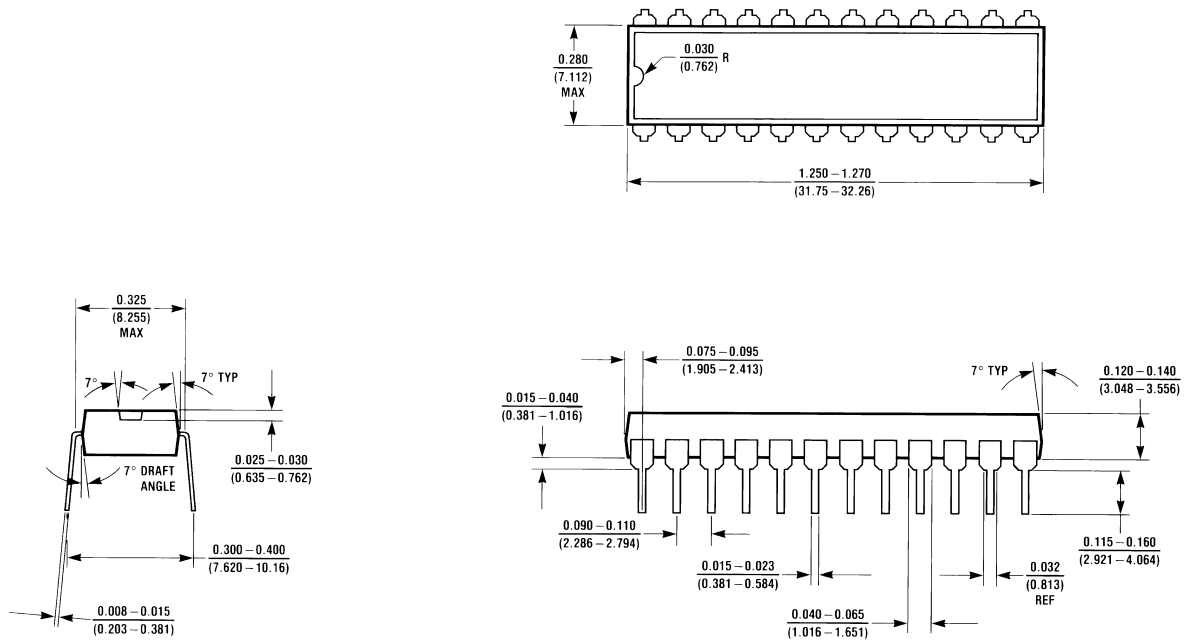 0.280
(7.112)
MAX
0.030
(0.762)
R
1.250 – 1.270
(31.75 – 32.26)
0.325
(8.255)
MAX
7°
7° TYP
0.025 – 0.030
(0.635 – 0.762)
7° DRAFT
ANGLE
0.300 – 0.400
(7.620 – 10.16)
0.008 – 0.015
(0.203 – 0.381)
0.075 – 0.095
(1.905 – 2.413)
7° TYP
0.120 – 0.140
(3.048 – 3.556)
0.015 – 0.040
(0.381 – 1.016)
0.090 – 0.110
(2.286 – 2.794)
0.015 – 0.023
(0.381 – 0.584)
0.040 – 0.065
(1.016 – 1.651)
0.032
(0.813)
REF
0.115 – 0.160
(2.921 – 4.064)